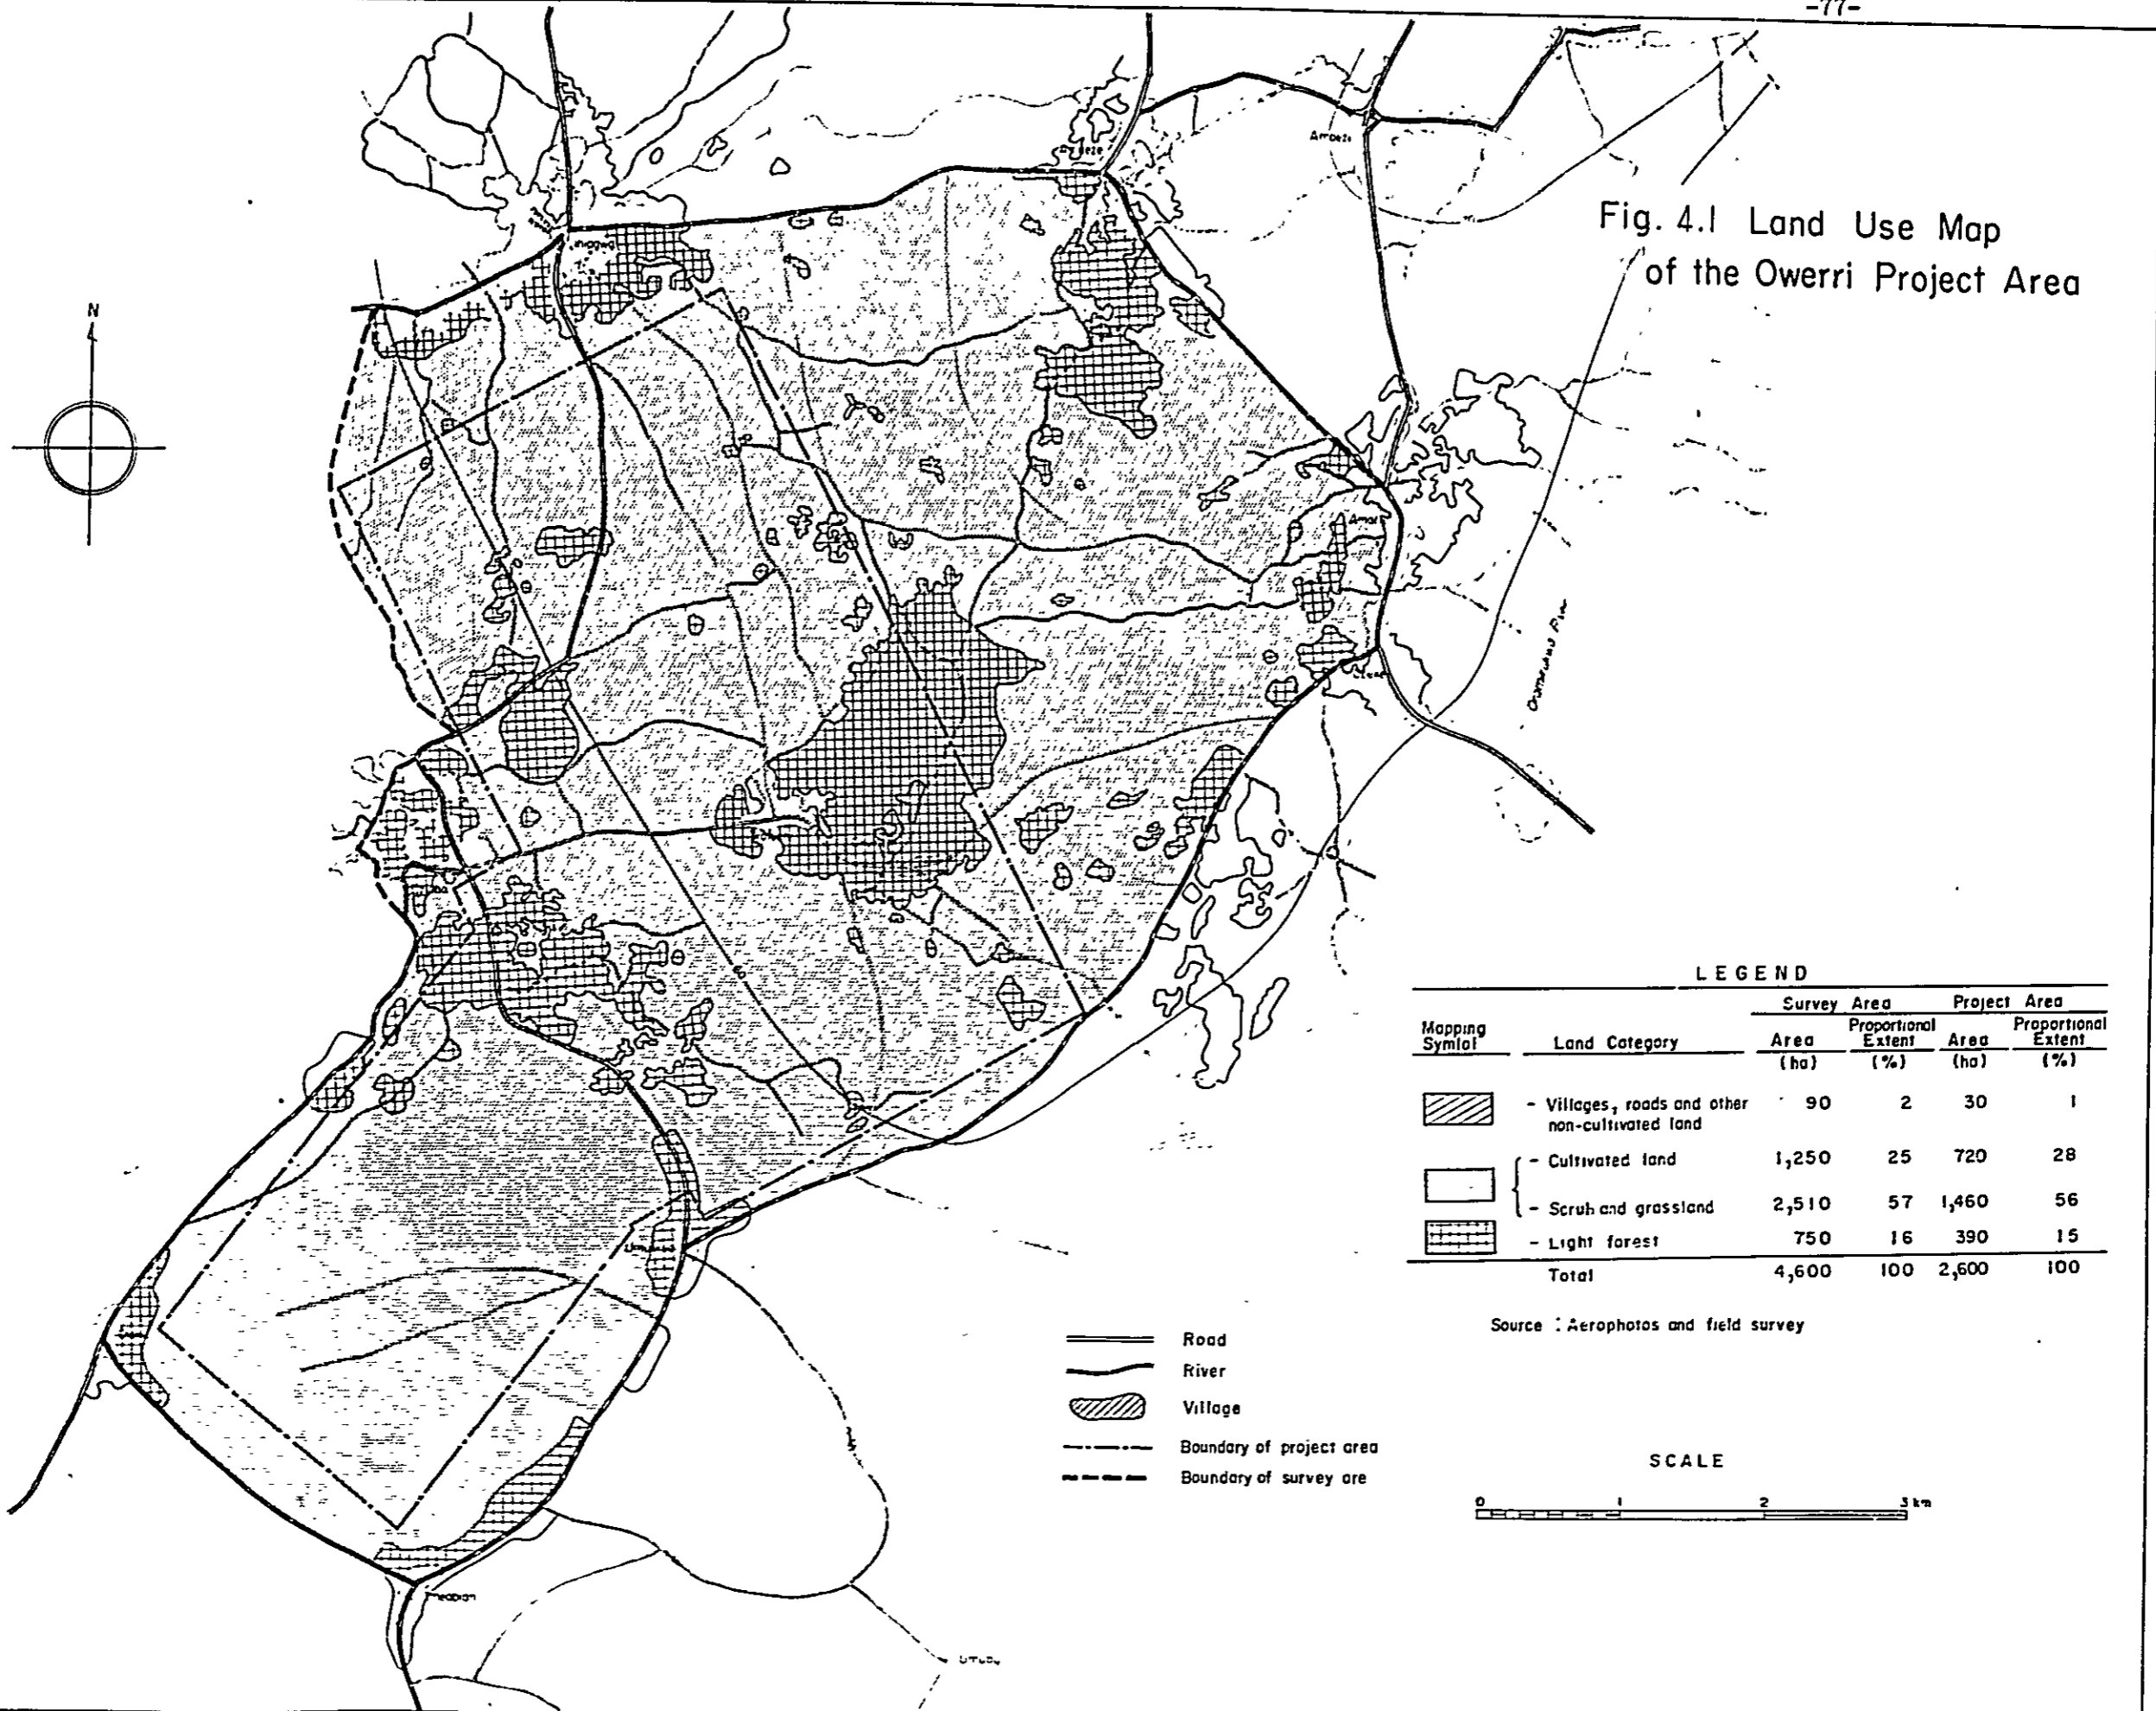 -77-
Fig. 4.1 Land Use Map
of the Owerri Project Area
N
Amaeze
LEGEND
Survey Area Project Area
Mapping Symlol Land Category Area Proportional Extent Area Proportional Extent
(ha) (%) (ha) (%)
- Villages, roads and other 90 2 30 1
non-cultivated land
- Cultivated land 1,250 25 720 28
- Scrub and grassland 2,510 57 1,460 56
- Light forest 750 16 390 15
Total 4,600 100 2,600 100
Source : Aerophotos and field survey
Road
River
Village
Boundary of project area
Boundary of survey are
SCALE
0 1 2 3 km